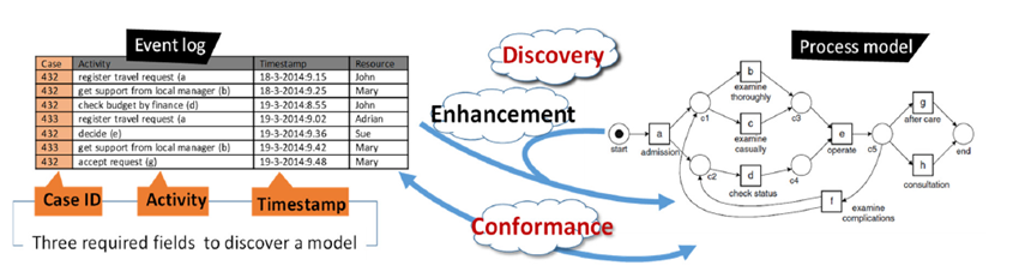 Event log
Case Activity Timestamp Resource
432 register travel request (a 18-3-2014:9.15 John
432 get support from local manager (b) 18-3-2014:9.25 Mary
432 check budget by finance (d) 19-3-2014:8.55 John
433 register travel request (a 19-3-2014:9.02 Adrian
432 decide (e) 19-3-2014:9.36 Sue
433 get support from local manager (b) 19-3-2014:9.42 Mary
432 accept request (g) 19-3-2014:9.48 Mary
Case ID Activity Timestamp
Three required fields to discover a model
Discovery
Enhancement
Conformance
Process model
b
examine
thoroughly
g
after care
c1
c3
c
examine
casually
start
a
admission
e
operate
c5
end
c2
d
check status
c4
h
consultation
f
examine
complications